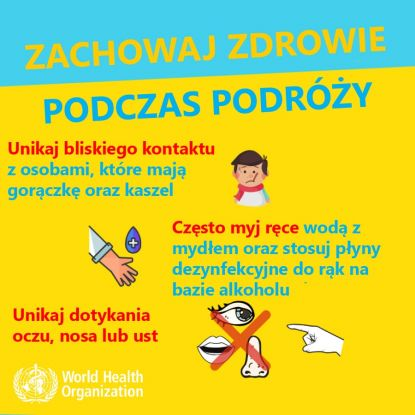 ZACHOWAJ ZDROWIE
PODCZAS PODRÓŻY
Unikaj bliskiego kontaktu
z osobami, które mają
gorączkę oraz kaszel
Często myj ręce wodą z
mydłem oraz stosuj płyny
dezynfekcyjne do rąk na
bazie alkoholu
Unikaj dotykania
oczu, nosa lub ust
World Health
Organization